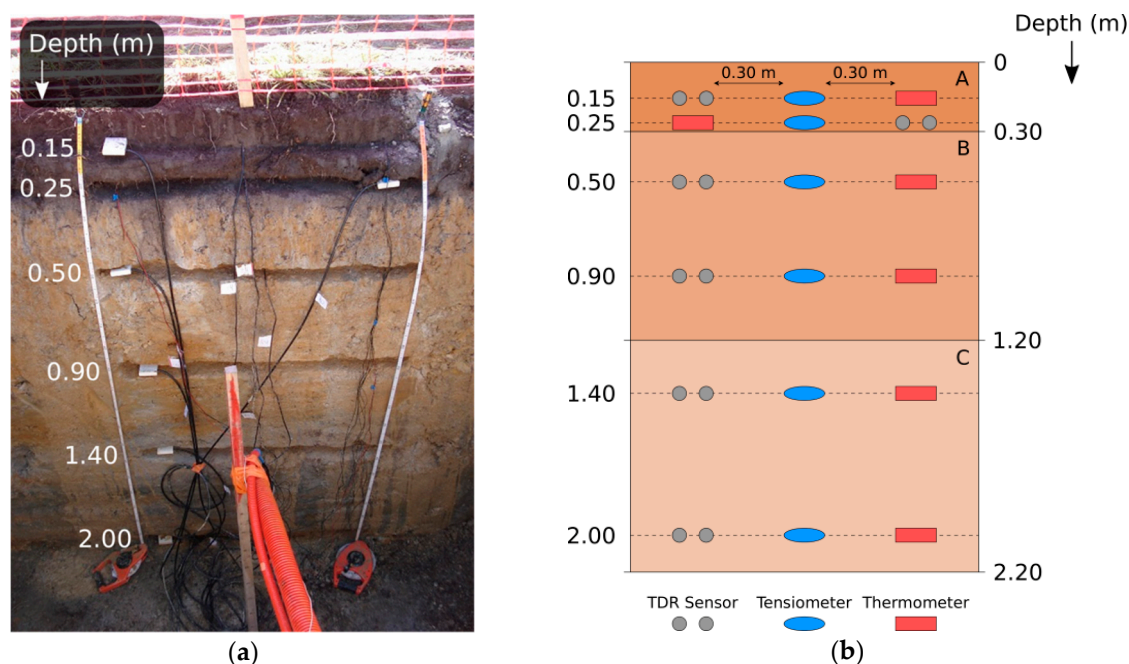 Depth (m)
0.15
0.25
0.50
0.90
1.40
2.00
(a)
Depth (m)
0
A
0.30 m
0.30 m
0.15
0.25
0.30
B
0.50
0.90
1.20
C
1.40
2.00
2.20
TDR Sensor
Tensiometer
Thermometer
(b)